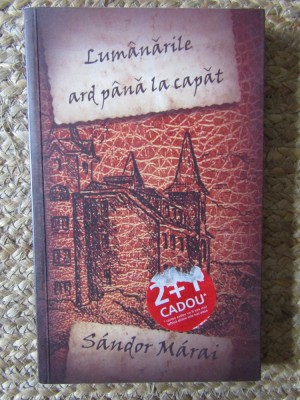 Lumânările
ard până la capăt
2+1
CADOU*
Sándor Márai